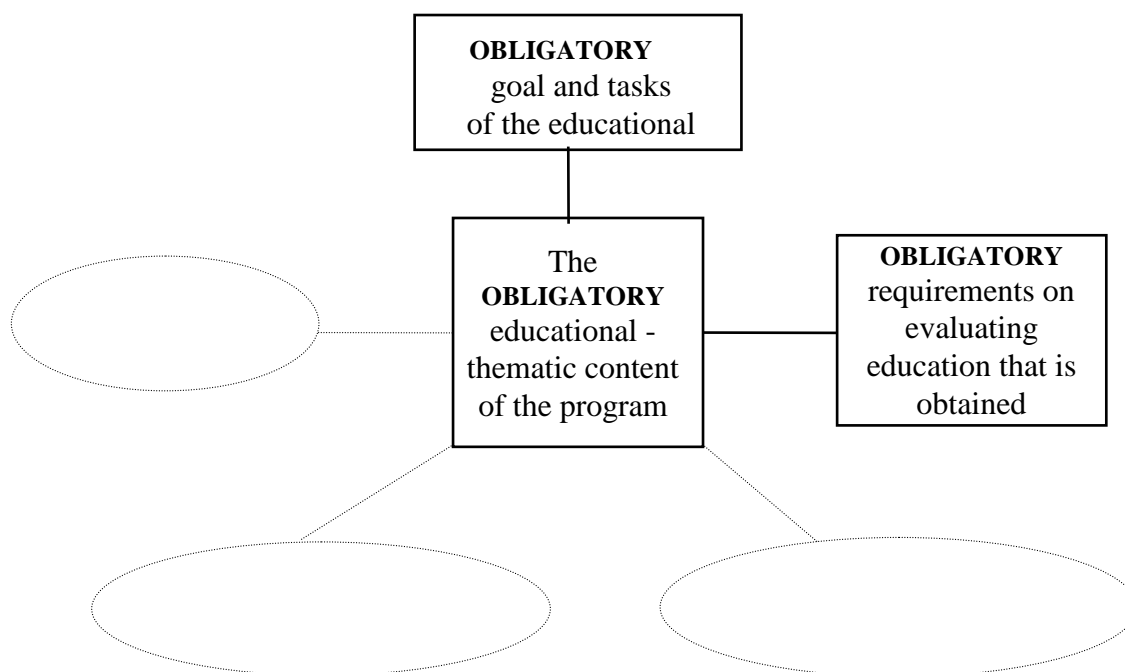 OBLIGATORY
goal and tasks
of the educational
The
OBLIGATORY
educational -
thematic content
of the program
OBLIGATORY
requirements on
evaluating
education that is
obtained